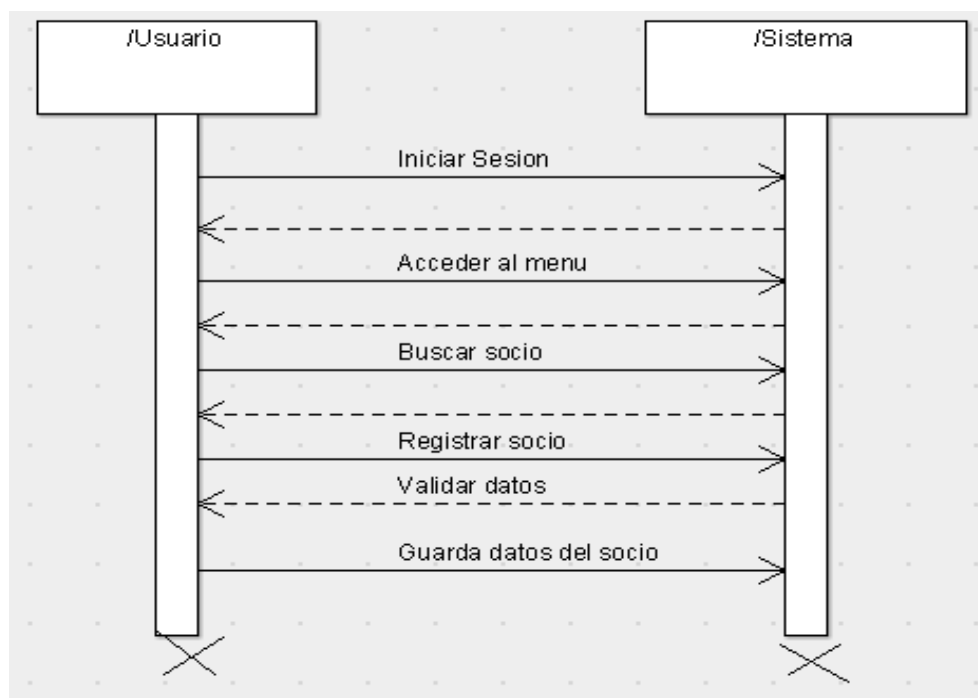 /Usuario
/Sistema
Iniciar Sesion
Acceder al menu
Buscar socio
Registrar socio
Validar datos
Guarda datos del socio